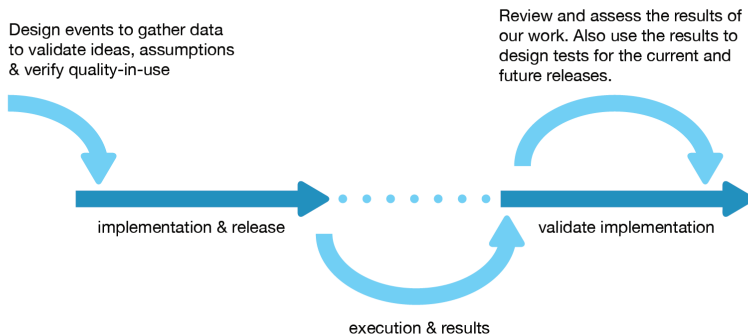 Design events to gather data
to validate ideas, assumptions
& verify quality-in-use
Review and assess the results of
our work. Also use the results to
design tests for the current and
future releases.
implementation & release
validate implementation
execution & results